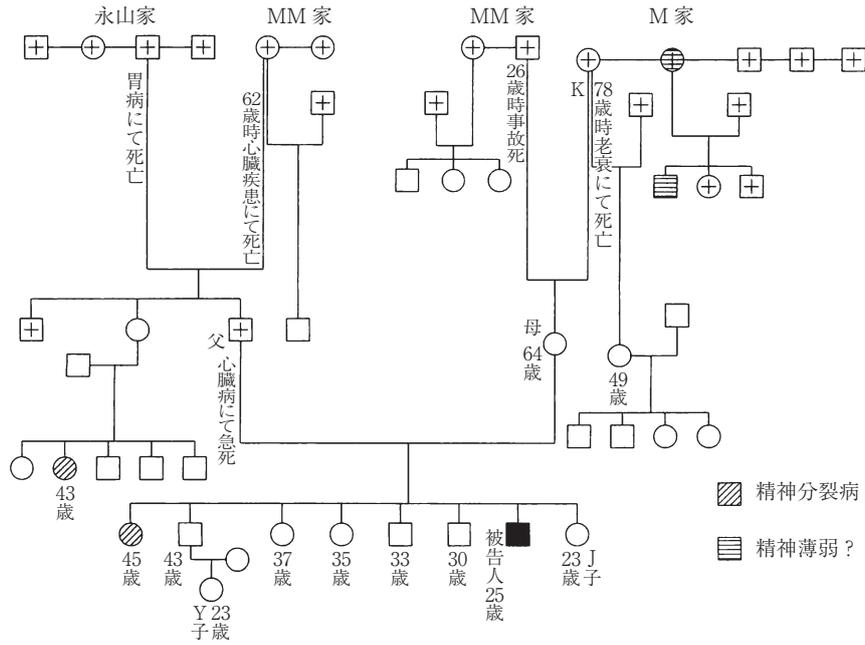 永山家
MM 家
MM 家
M 家
胃病にて死亡
62歳時心臓疾患にて死亡
26歳時事故死
K
78歳時老衰にて死亡
父
心臓病にて急死
母
64歳
49歳
43歳
精神分裂病
精神薄弱？
45歳
43歳
37歳
35歳
33歳
30歳
被告人25歳
23歳
J子
Y子
23歳